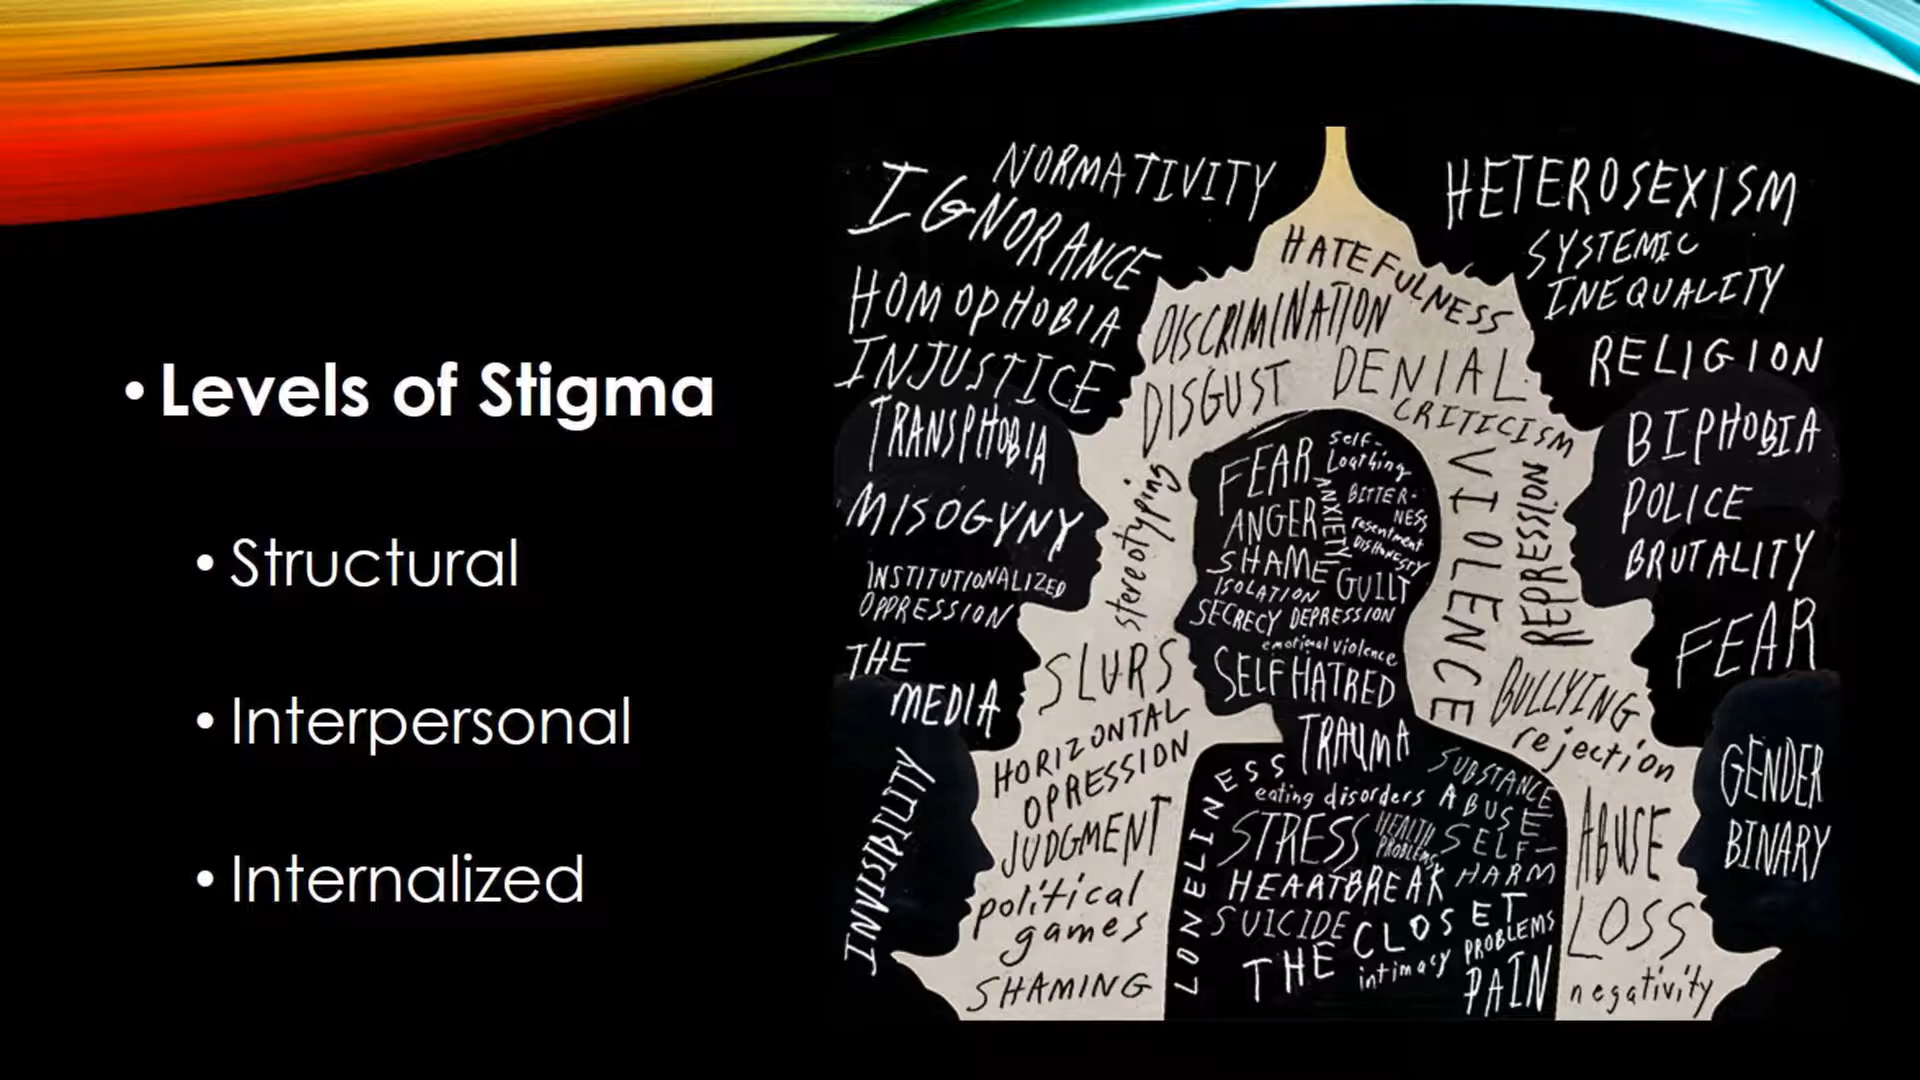 • Levels of Stigma
• Structural
• Interpersonal
• Internalized
NORMATIVITY
IGNORANCE
HOMOPHOBIA
INJUSTICE
TRANSPHOBIA
MISOGYNY
INSTITUTIONALIZED
OPPRESSION
THE
MEDIA
INVISIBILITY
HETEROSEXISM
SYSTEMIC
INEQUALITY
RELIGION
BIPHOBIA
POLICE
BRUTALITY
FEAR
GENDER
BINARY
HATEFULNESS
DISCRIMINATION
DISGUST
DENIAL
CRITICISM
VIOLENCE
REPRESSION
stereotyping
SLURS
HORIZONTAL
OPRESSION
JUDGMENT
political
games
SHAMING
BULLYING
rejection
ABUSE
LOSS
negativity
FEAR
self-
Loathing
ANXIETY
BITTER-
NESS
ANGER
resentment
DISHONESTY
SHAME
GUILT
ISOLATION
SECRECY DEPRESSION
emotional violence
SELF HATRED
TRAUMA
LONELINESS
SUBSTANCE
ABUSE
eating disorders
STRESS
HEALTH
PROBLEMS
SELF-
HARM
HEARTBREAK
SUICIDE
THE CLOSET
intimacy PROBLEMS
PAIN